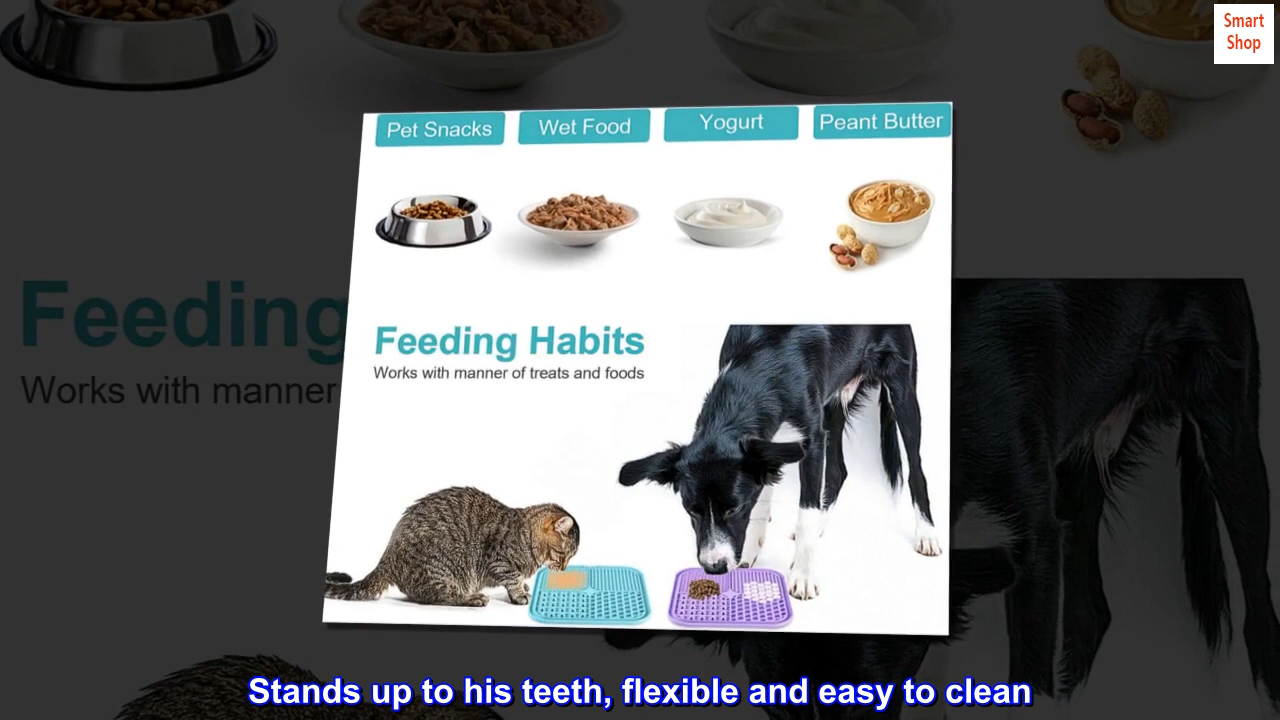 Smart
Shop
Pet Snacks
Wet Food
Yogurt
Peant Butter
Feeding Habits
Works with manner of treats and foods
Feeding
Works with manner
Stands up to his teeth, flexible and easy to clean